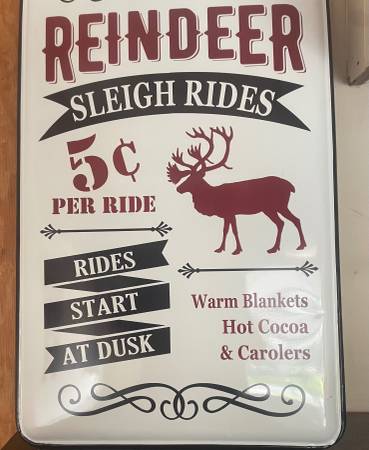 REINDEER
SLEIGH RIDES
5¢
PER RIDE
RIDES
START
AT DUSK
Warm Blankets
Hot Cocoa
& Carolers